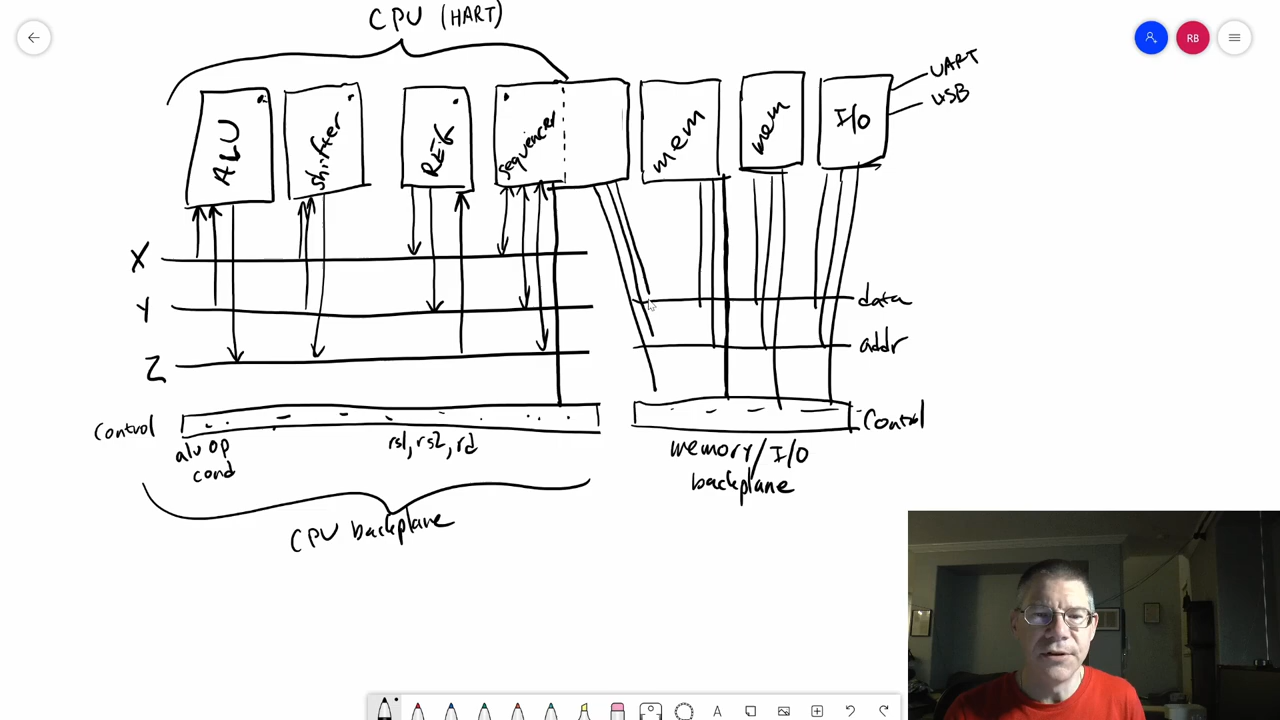 CPU (HART)
UART
USB
RB
ALU
shifter
REG
sequencer
mem
mem
I/O
X
Y
Z
data
addr
Control
alu op
cond
rs1, rs2, rd
Control
memory/I/O
backplane
CPU backplane
A